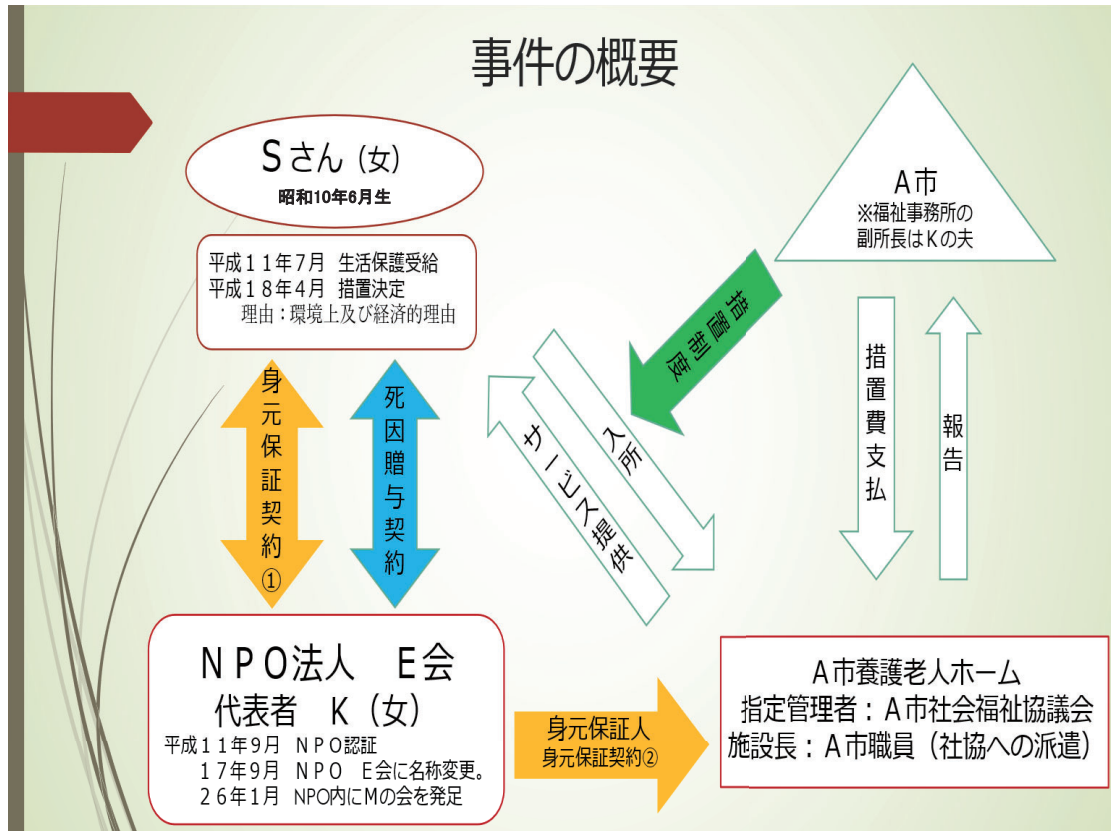 事件の概要
Sさん（女）
昭和10年6月生
平成１１年７月 生活保護受給
平成１８年４月 措置決定
理由：環境上及び経済的理由
A市
※福祉事務所の
副所長はKの夫
措置制度
身元保証契約①
死因贈与契約
サービス提供
入所
措置費支払
報告
ＮＰＯ法人　Ｅ会
代表者　Ｋ（女）
平成１１年９月 ＮＰＯ認証
１７年９月 ＮＰＯ　Ｅ会に名称変更。
２６年１月 NPO内にＭの会を発足
身元保証人
身元保証契約②
Ａ市養護老人ホーム
指定管理者：Ａ市社会福祉協議会
施設長：Ａ市職員（社協への派遣）